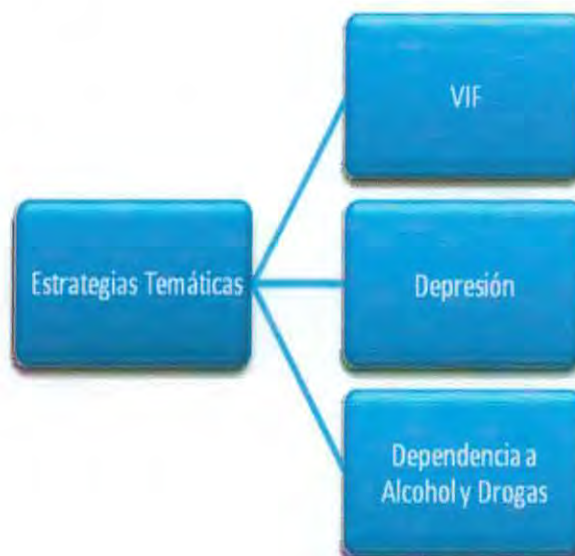 VIF
Estrategias Temáticas
Depresión
Dependencia a
Alcohol y Drogas